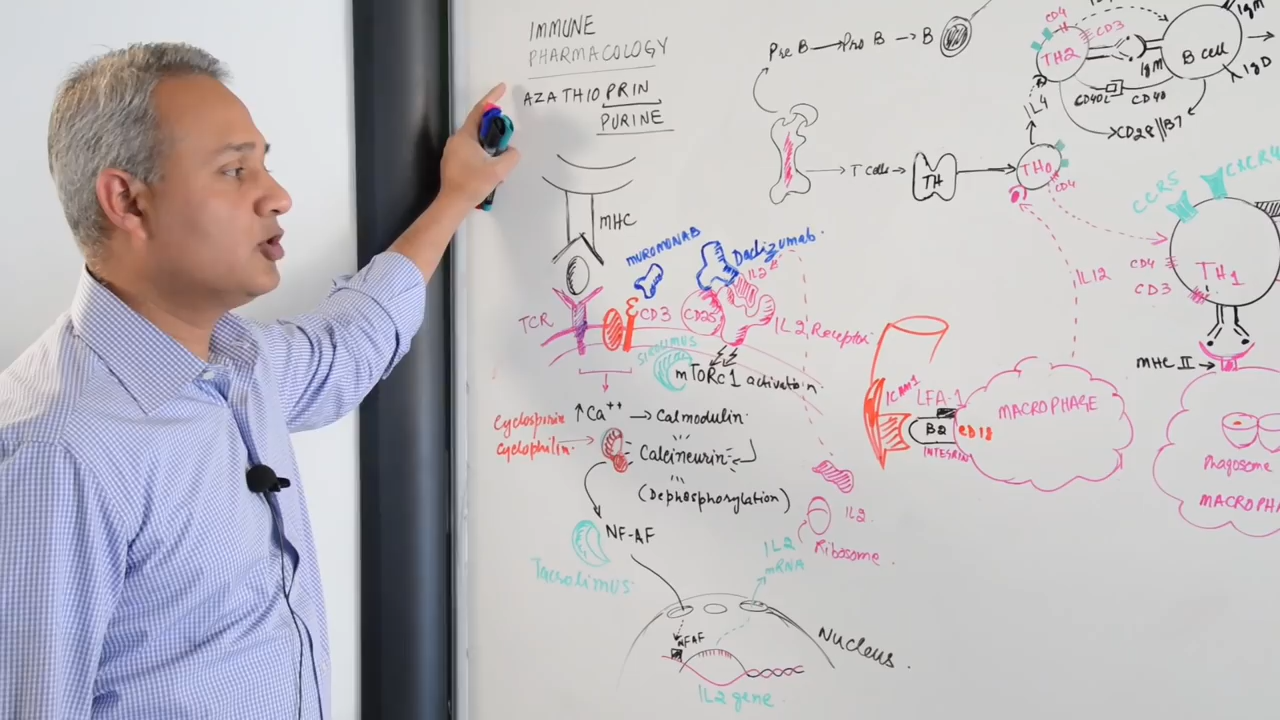 IMMUNE
PHARMACOLOGY
AZATHIOPRIN
PURINE
MHC
MUROMONAB
Daclizumab.
IL2
TCR
CD3
CD25
IL2 Receptor
SIROLIMUS
mTORC1 activation.
↑ Ca++ → Calmodulin.
Cyclosporin
Cyclophilin.
Calcineurin
(Dephosphorylation)
NF-AF
Tacrolimus
IL2
mRNA
IL2
Ribosome.
NFAF
Nucleus.
IL2 gene
Pre B → Pro B → B
T cells →
TH
TH0
CD4
IL4
CD4
TH2
CD3
IgM
B cell
IgM
IgD
CD40L
CD40
CD28||B7
CCR5
CXCR4
CD4
CD3
TH1
IL12
MHC II →
ICAM1
LFA-1
B2
CD18
INTEGRIN
MACROPHAGE
Phagosome
MACROPHA